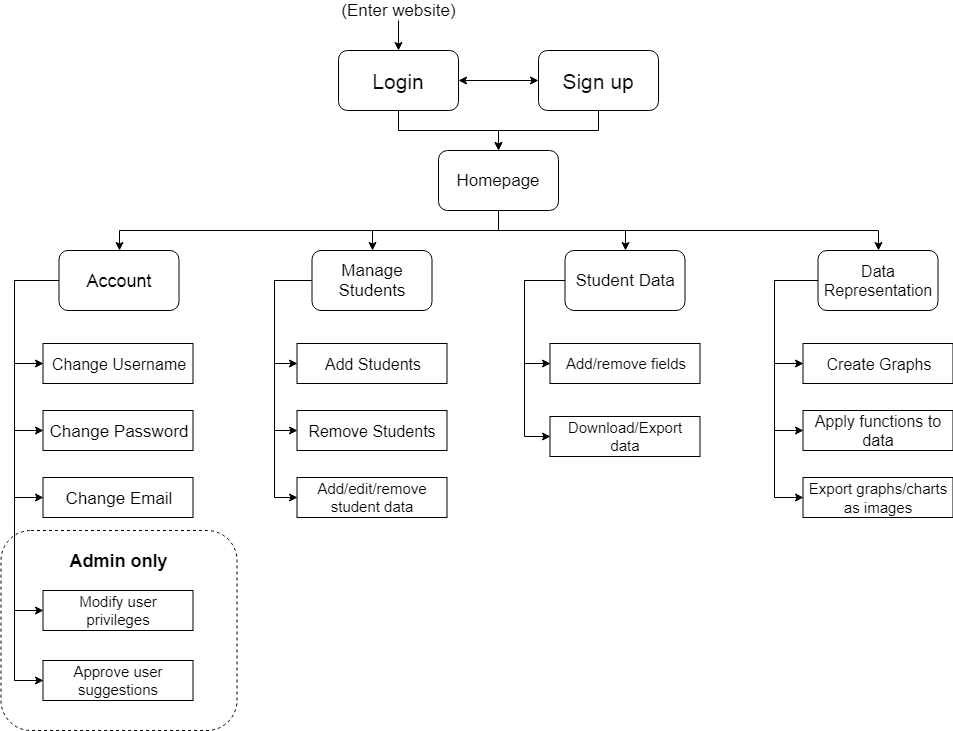 (Enter website)
Login
Sign up
Homepage
Account
Manage
Students
Student Data
Data
Representation
Change Username
Change Password
Change Email
Admin only
Modify user
privileges
Approve user
suggestions
Add Students
Remove Students
Add/edit/remove
student data
Add/remove fields
Download/Export
data
Create Graphs
Apply functions to
data
Export graphs/charts
as images